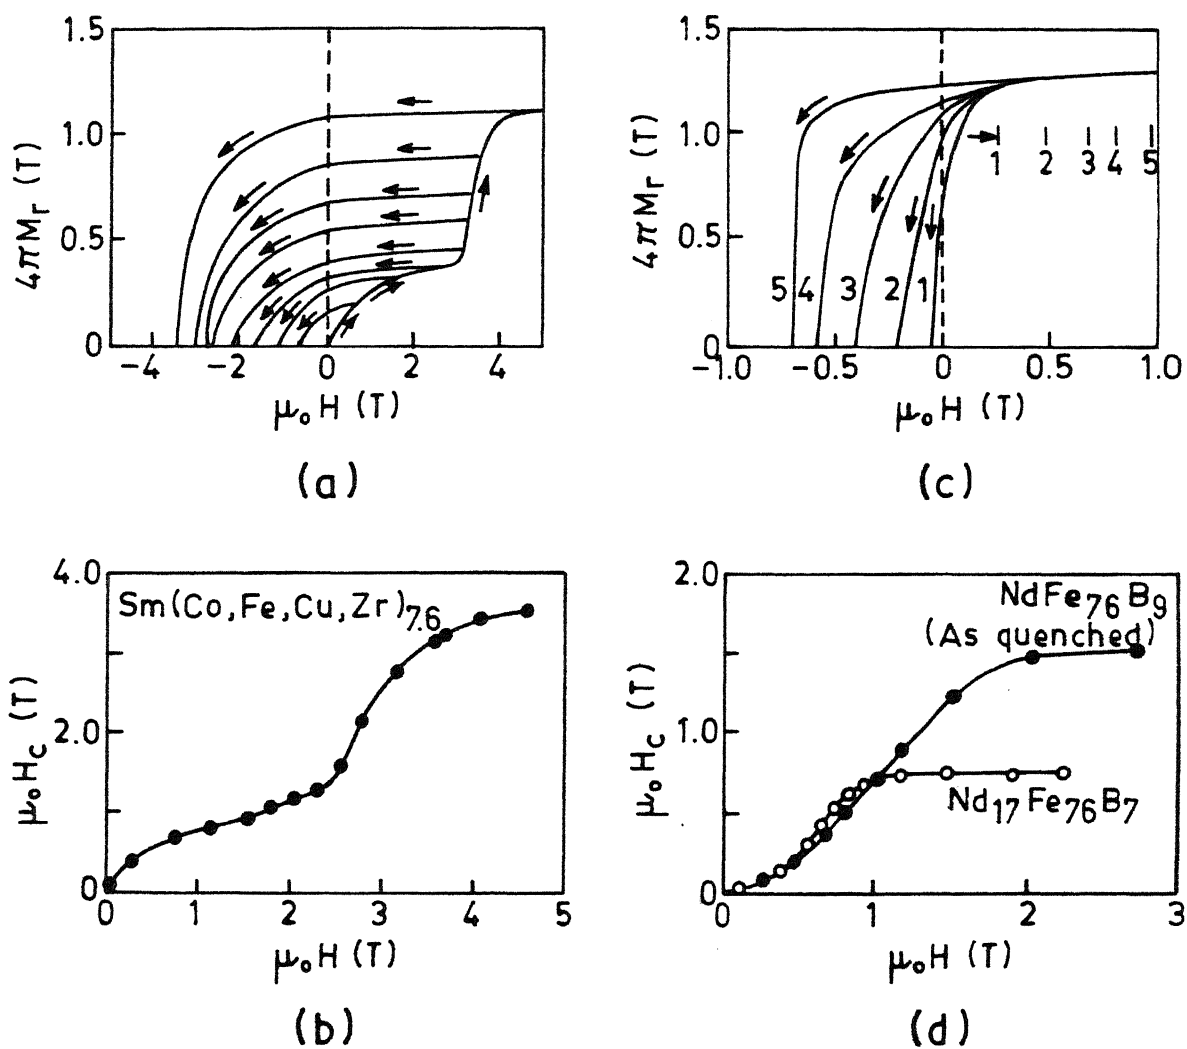 1.5
1.0
0.5
0
4πMr (T)
-4 -2 0 2 4
μ₀H (T)
(a)
1.5
1.0
0.5
0
4πMr (T)
1 2 3 4 5
5 4 3 2 1
-1.0 -0.5 0 0.5 1.0
μ₀H (T)
(c)
4.0
2.0
0
μ₀Hc (T)
Sm(Co,Fe,Cu,Zr)7.6
0 1 2 3 4 5
μ₀H (T)
(b)
2.0
1.0
0
μ₀Hc (T)
NdFe76B9
(As quenched)
Nd17Fe76B7
0 1 2 3
μ₀H (T)
(d)